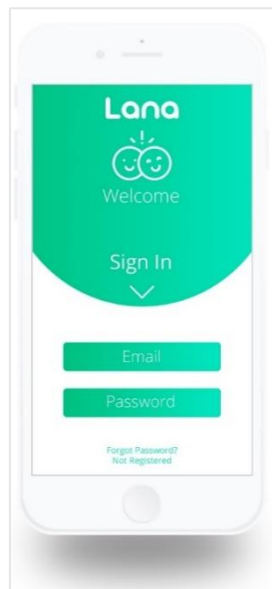 Lana
Welcome
Sign In
Email
Password
Forgot Password?
Not Registered